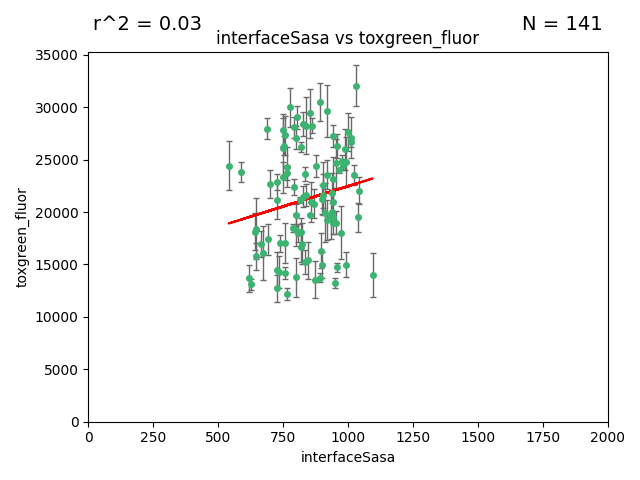 r^2 = 0.03
N = 141
interfaceSasa vs toxgreen_fluor
35000
30000
25000
20000
15000
10000
5000
0
toxgreen_fluor
0 250 500 750 1000 1250 1500 1750 2000
interfaceSasa